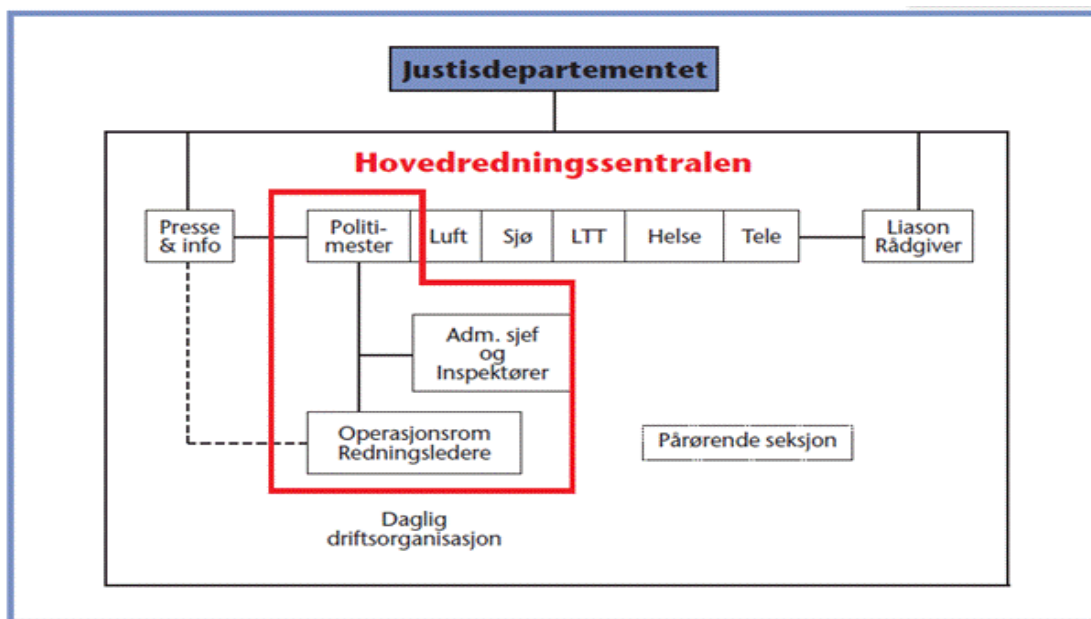 Justisdepartementet
Hovedredningssentralen
Presse
& info
Politi-
mester
Luft
Sjø
LTT
Helse
Tele
Liason
Rådgiver
Adm. sjef
og
Inspektører
Operasjonsrom
Redningsledere
Pårørende seksjon
Daglig
driftsorganisasjon